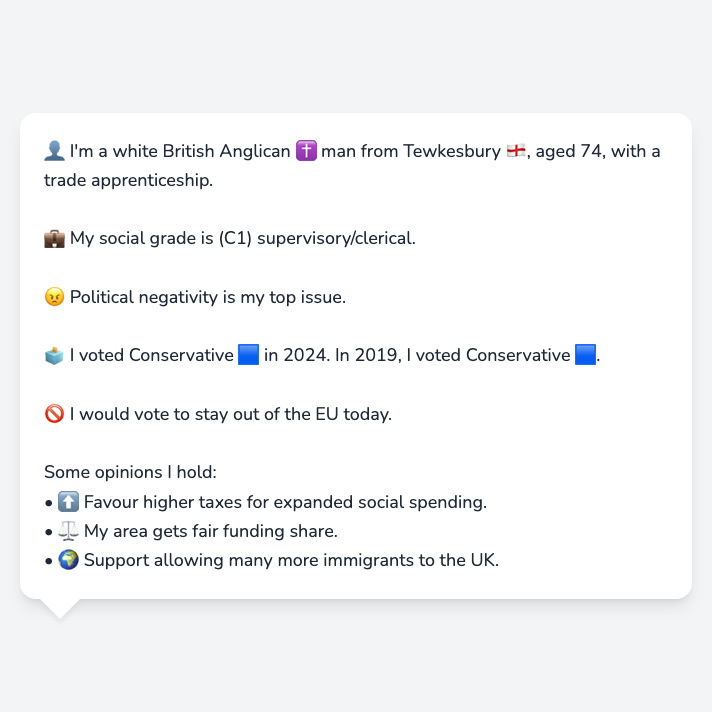 👤 I'm a white British Anglican ✝️ man from Tewkesbury 🏴󠁧󠁢󠁥󠁮󠁧󠁿, aged 74, with a
trade apprenticeship.
💼 My social grade is (C1) supervisory/clerical.
😠 Political negativity is my top issue.
🗳️ I voted Conservative 🟦 in 2024. In 2019, I voted Conservative 🟦.
🚫 I would vote to stay out of the EU today.
Some opinions I hold:
• ⬆️ Favour higher taxes for expanded social spending.
• ⚖️ My area gets fair funding share.
• 🌍 Support allowing many more immigrants to the UK.